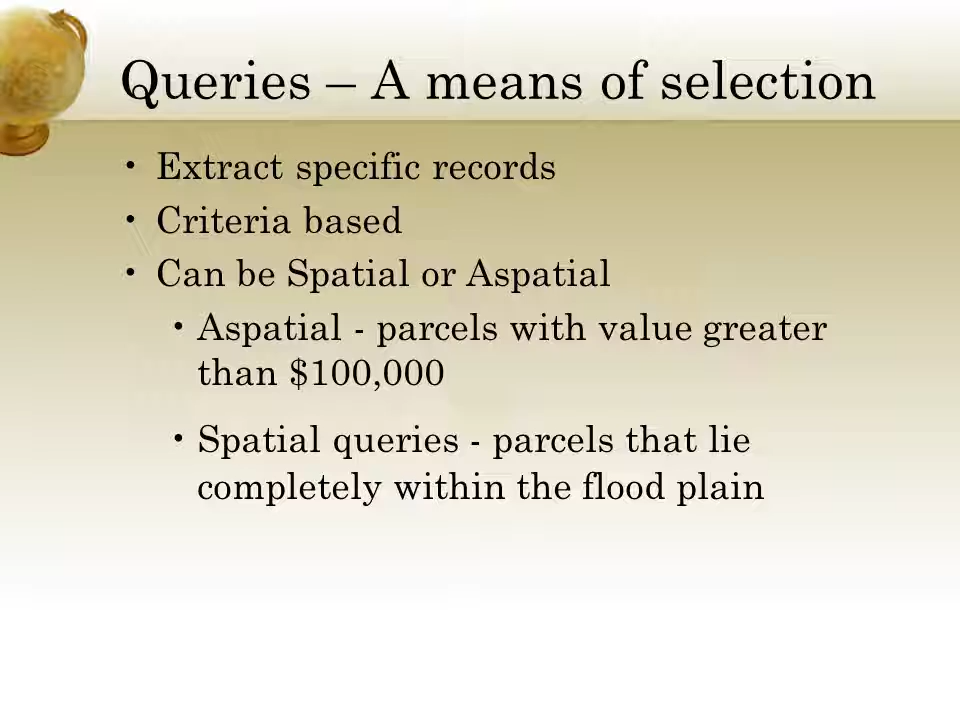 Queries – A means of selection
• Extract specific records
• Criteria based
• Can be Spatial or Aspatial
• Aspatial - parcels with value greater
than $100,000
• Spatial queries - parcels that lie
completely within the flood plain